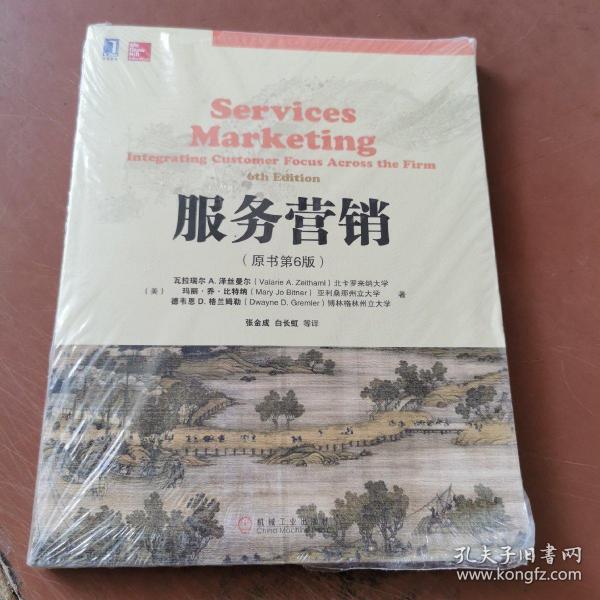 Mc
Graw
Hill
Education
Services
Marketing
Integrating Customer Focus Across the Firm
6th Edition
服务营销
（原书第6版）
瓦拉瑞尔 A. 泽丝曼尔（Valarie A. Zeithaml）北卡罗来纳大学
（美） 玛丽·乔·比特纳（Mary Jo Bitner）亚利桑那州立大学 著
德韦恩 D. 格兰姆勒（Dwayne D. Gremler）博林格林州立大学
张金成 白长虹 等译
机械工业出版社
China Machine Press
孔夫子旧书网
www.kongfz.com